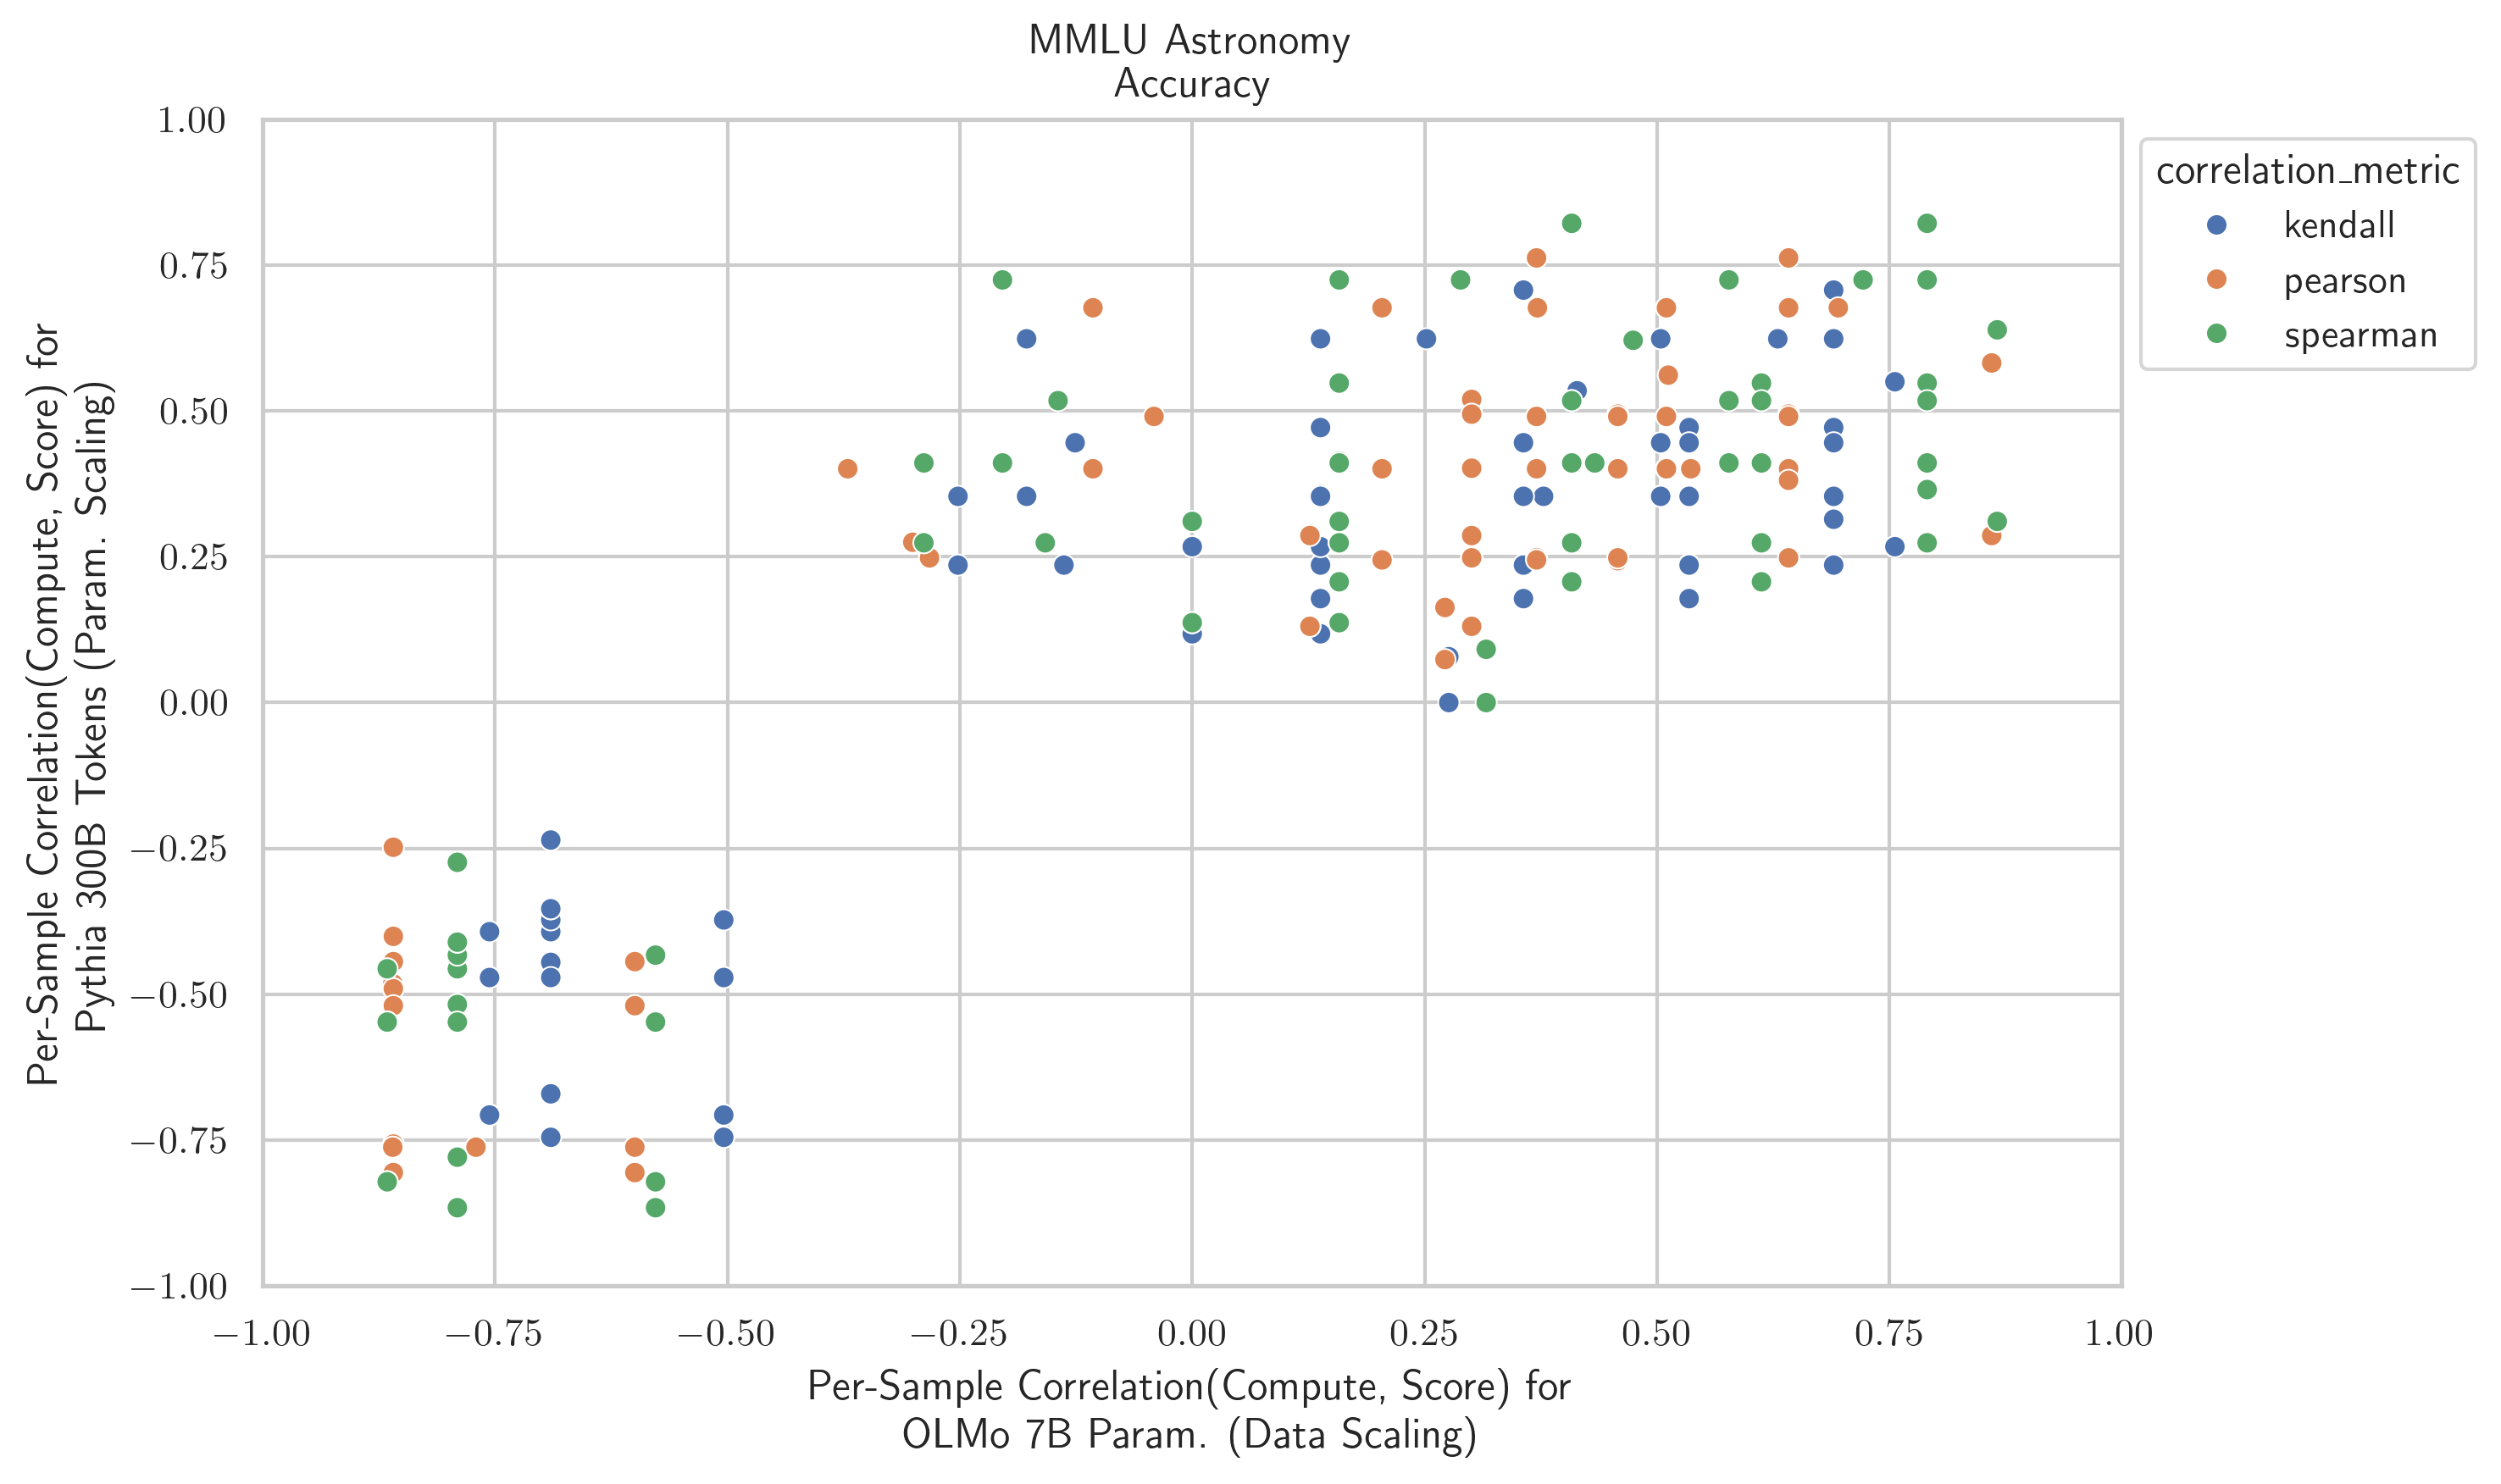 MMLU Astronomy
Accuracy
1.00
0.75
0.50
0.25
0.00
−0.25
−0.50
−0.75
−1.00
Per-Sample Correlation(Compute, Score) for
Pythia 300B Tokens (Param. Scaling)
−1.00 −0.75 −0.50 −0.25 0.00 0.25 0.50 0.75 1.00
Per-Sample Correlation(Compute, Score) for
OLMo 7B Param. (Data Scaling)
correlation_metric
kendall
pearson
spearman